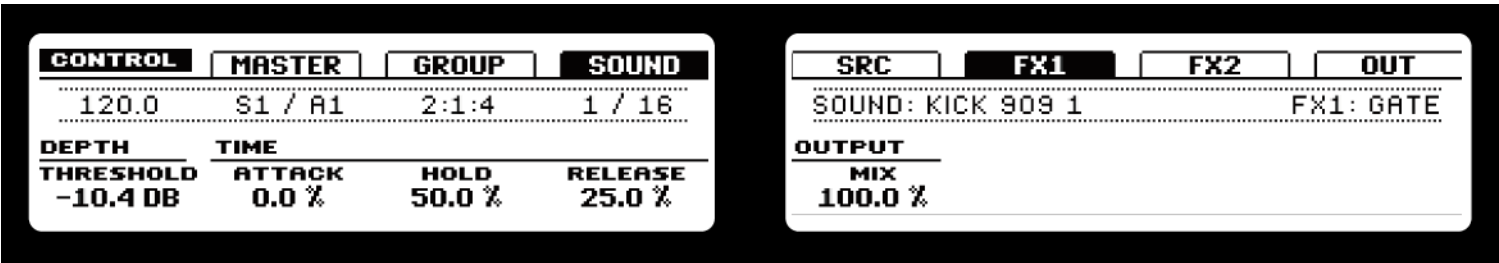 CONTROL MASTER GROUP SOUND
120.0 S1 / A1 2:1:4 1 / 16
DEPTH TIME
THRESHOLD ATTACK HOLD RELEASE
-10.4 DB 0.0 % 50.0 % 25.0 %
SRC FX1 FX2 OUT
SOUND: KICK 909 1 FX1: GATE
OUTPUT
MIX
100.0 %